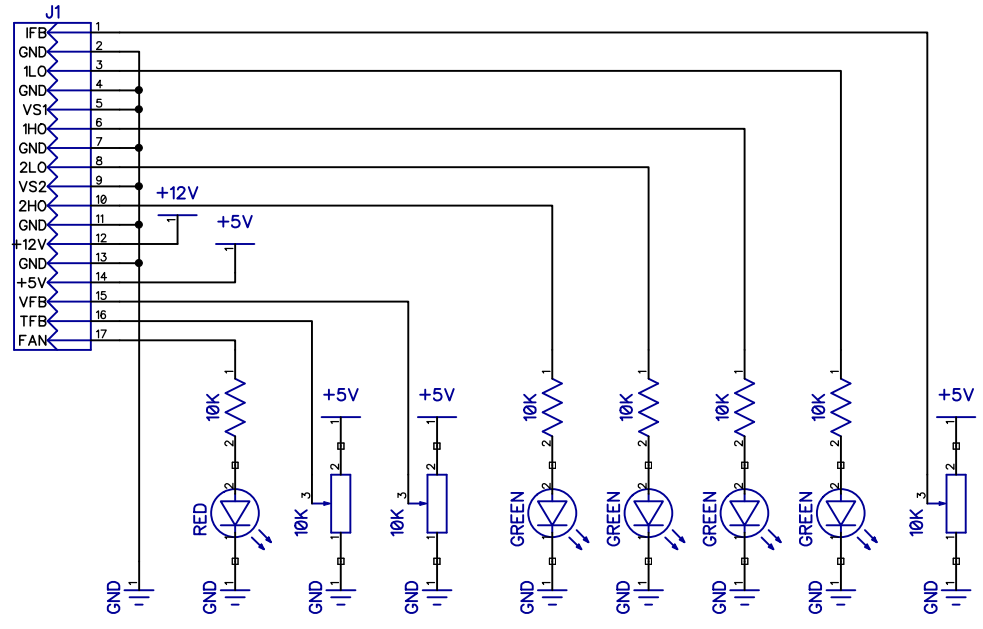 J1
IFB 1
GND 2
1LO 3
GND 4
VS1 5
1HO 6
GND 7
2LO 8
VS2 9
2HO 10
GND 11
+12V 12
GND 13
+5V 14
VFB 15
TFB 16
FAN 17
+12V
1
+5V
1
1 1 1 1 1
10K 10K 10K 10K 10K
2 2 2 2 2
+5V +5V +5V
1 1 1
2 2 2
2 2 2 2 2
3 3 3
RED 10K 10K GREEN GREEN GREEN GREEN 10K
1 1 1 1 1 1 1 1
GND GND GND GND GND GND GND GND GND
1 1 1 1 1 1 1 1 1